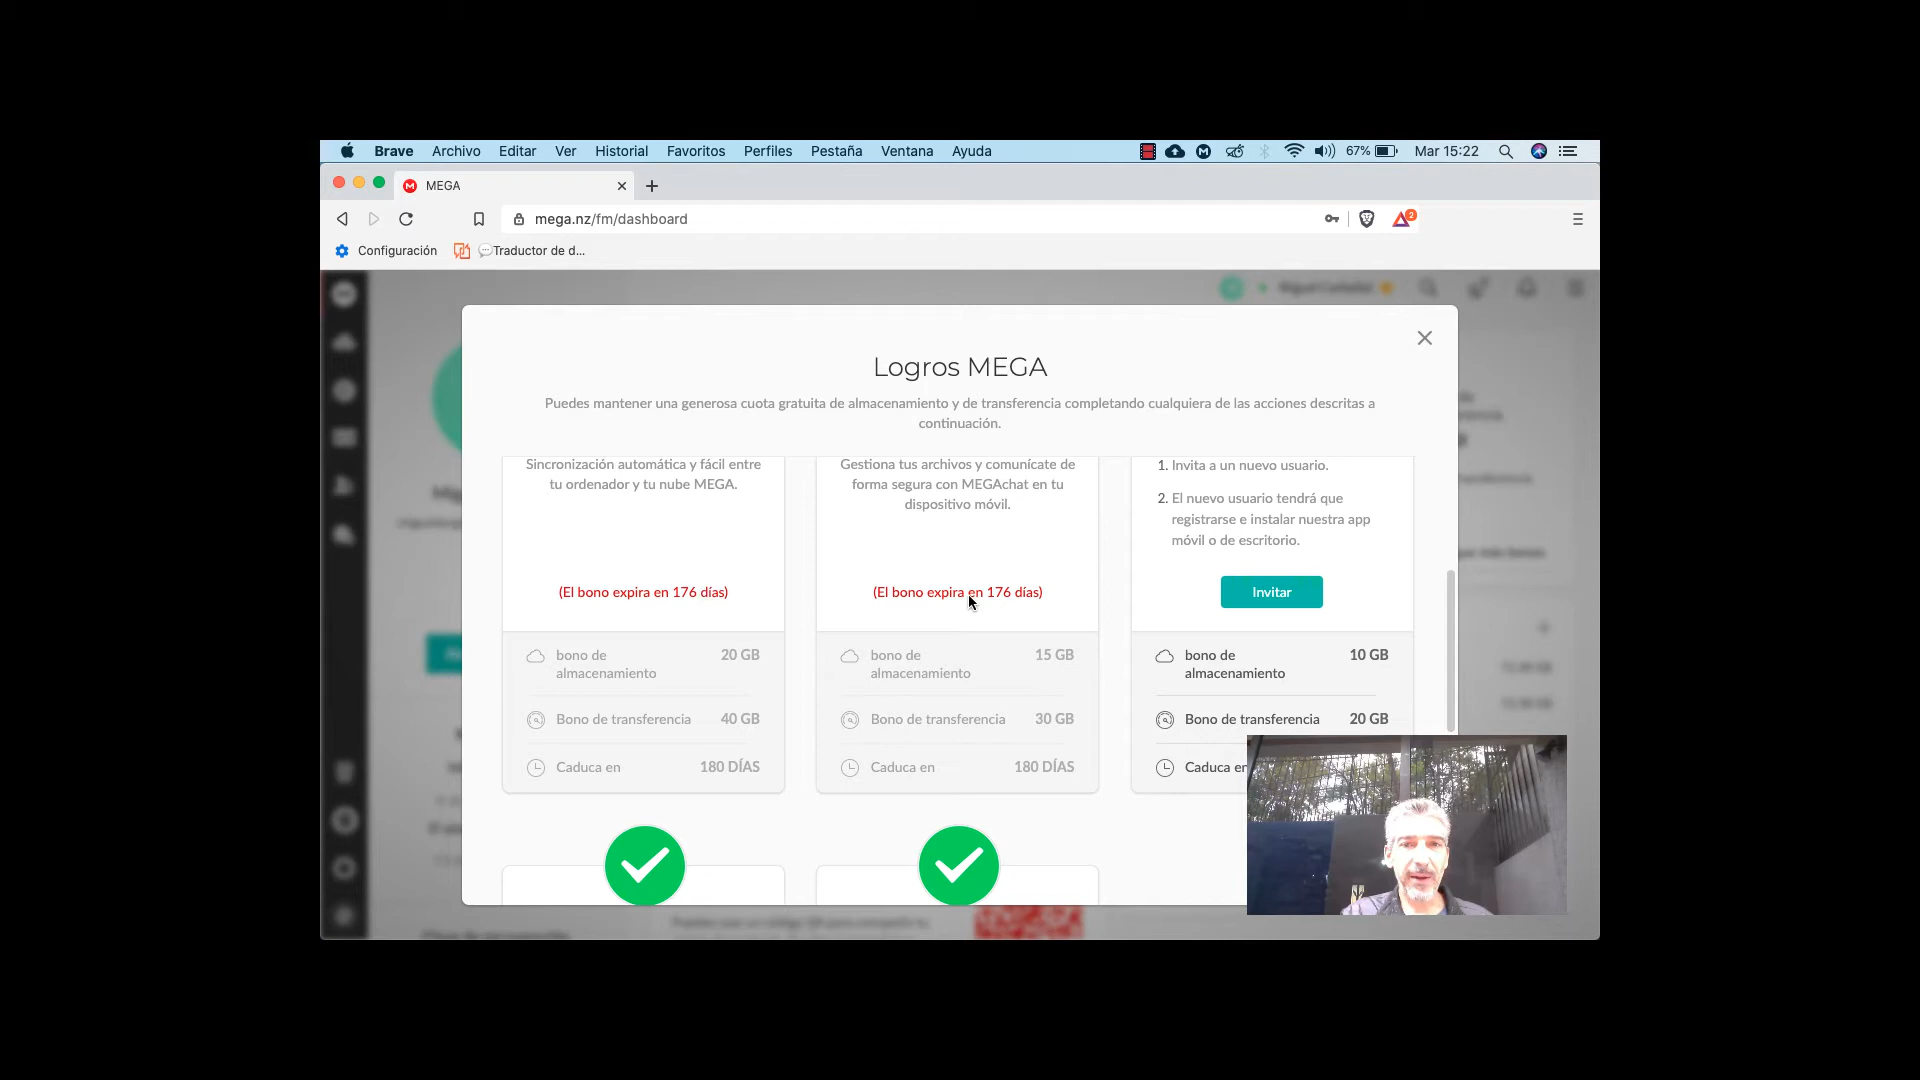 Brave Archivo Editar Ver Historial Favoritos Perfiles Pestaña Ventana Ayuda 67% Mar 15:22
MEGA
mega.nz/fm/dashboard 2
Configuración Traductor de d...
Logros MEGA
Puedes mantener una generosa cuota gratuita de almacenamiento y de transferencia completando cualquiera de las acciones descritas a
continuación.
Sincronización automática y fácil entre
tu ordenador y tu nube MEGA.
(El bono expira en 176 días)
bono de
almacenamiento 20 GB
Bono de transferencia 40 GB
Caduca en 180 DÍAS
Gestiona tus archivos y comunícate de
forma segura con MEGAchat en tu
dispositivo móvil.
(El bono expira en 176 días)
bono de
almacenamiento 15 GB
Bono de transferencia 30 GB
Caduca en 180 DÍAS
1. Invita a un nuevo usuario.
2. El nuevo usuario tendrá que
registrarse e instalar nuestra app
móvil o de escritorio.
Invitar
bono de
almacenamiento 10 GB
Bono de transferencia 20 GB
Caduca en